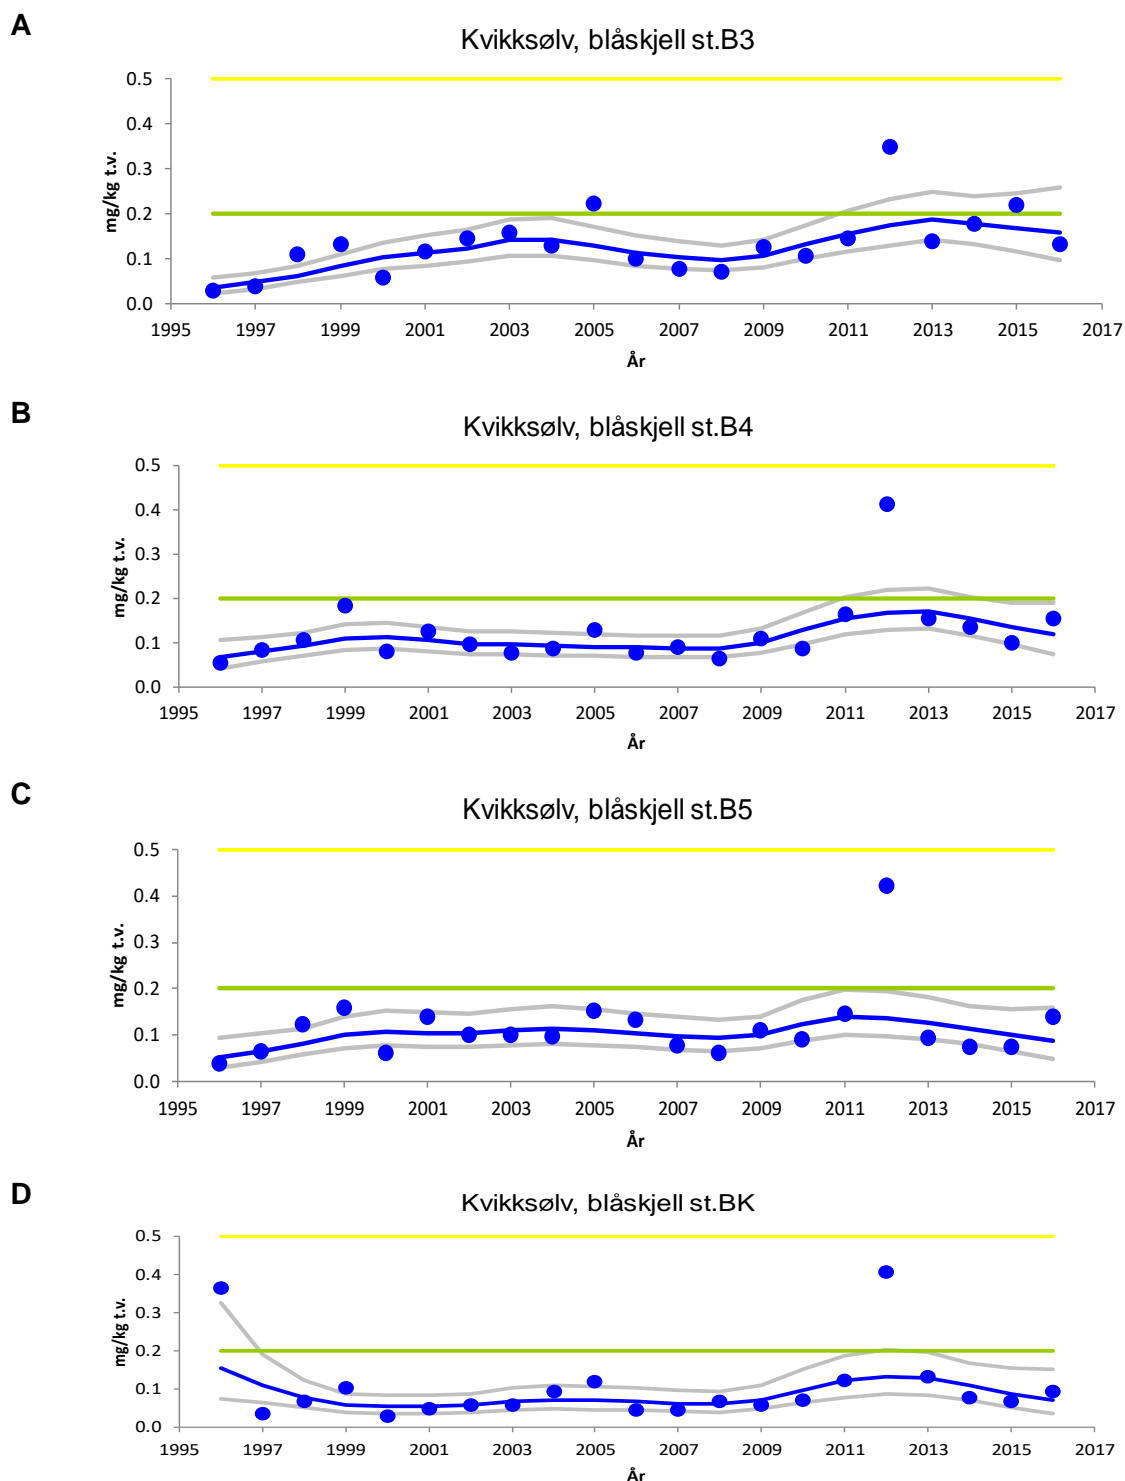 A
Kvikksølv, blåskjell st.B3
mg/kg t.v.
0.5
0.4
0.3
0.2
0.1
0.0
1995 1997 1999 2001 2003 2005 2007 2009 2011 2013 2015 2017
År
B
Kvikksølv, blåskjell st.B4
mg/kg t.v.
0.5
0.4
0.3
0.2
0.1
0.0
1995 1997 1999 2001 2003 2005 2007 2009 2011 2013 2015 2017
År
C
Kvikksølv, blåskjell st.B5
mg/kg t.v.
0.5
0.4
0.3
0.2
0.1
0.0
1995 1997 1999 2001 2003 2005 2007 2009 2011 2013 2015 2017
År
D
Kvikksølv, blåskjell st.BK
mg/kg t.v.
0.5
0.4
0.3
0.2
0.1
0.0
1995 1997 1999 2001 2003 2005 2007 2009 2011 2013 2015 2017
År